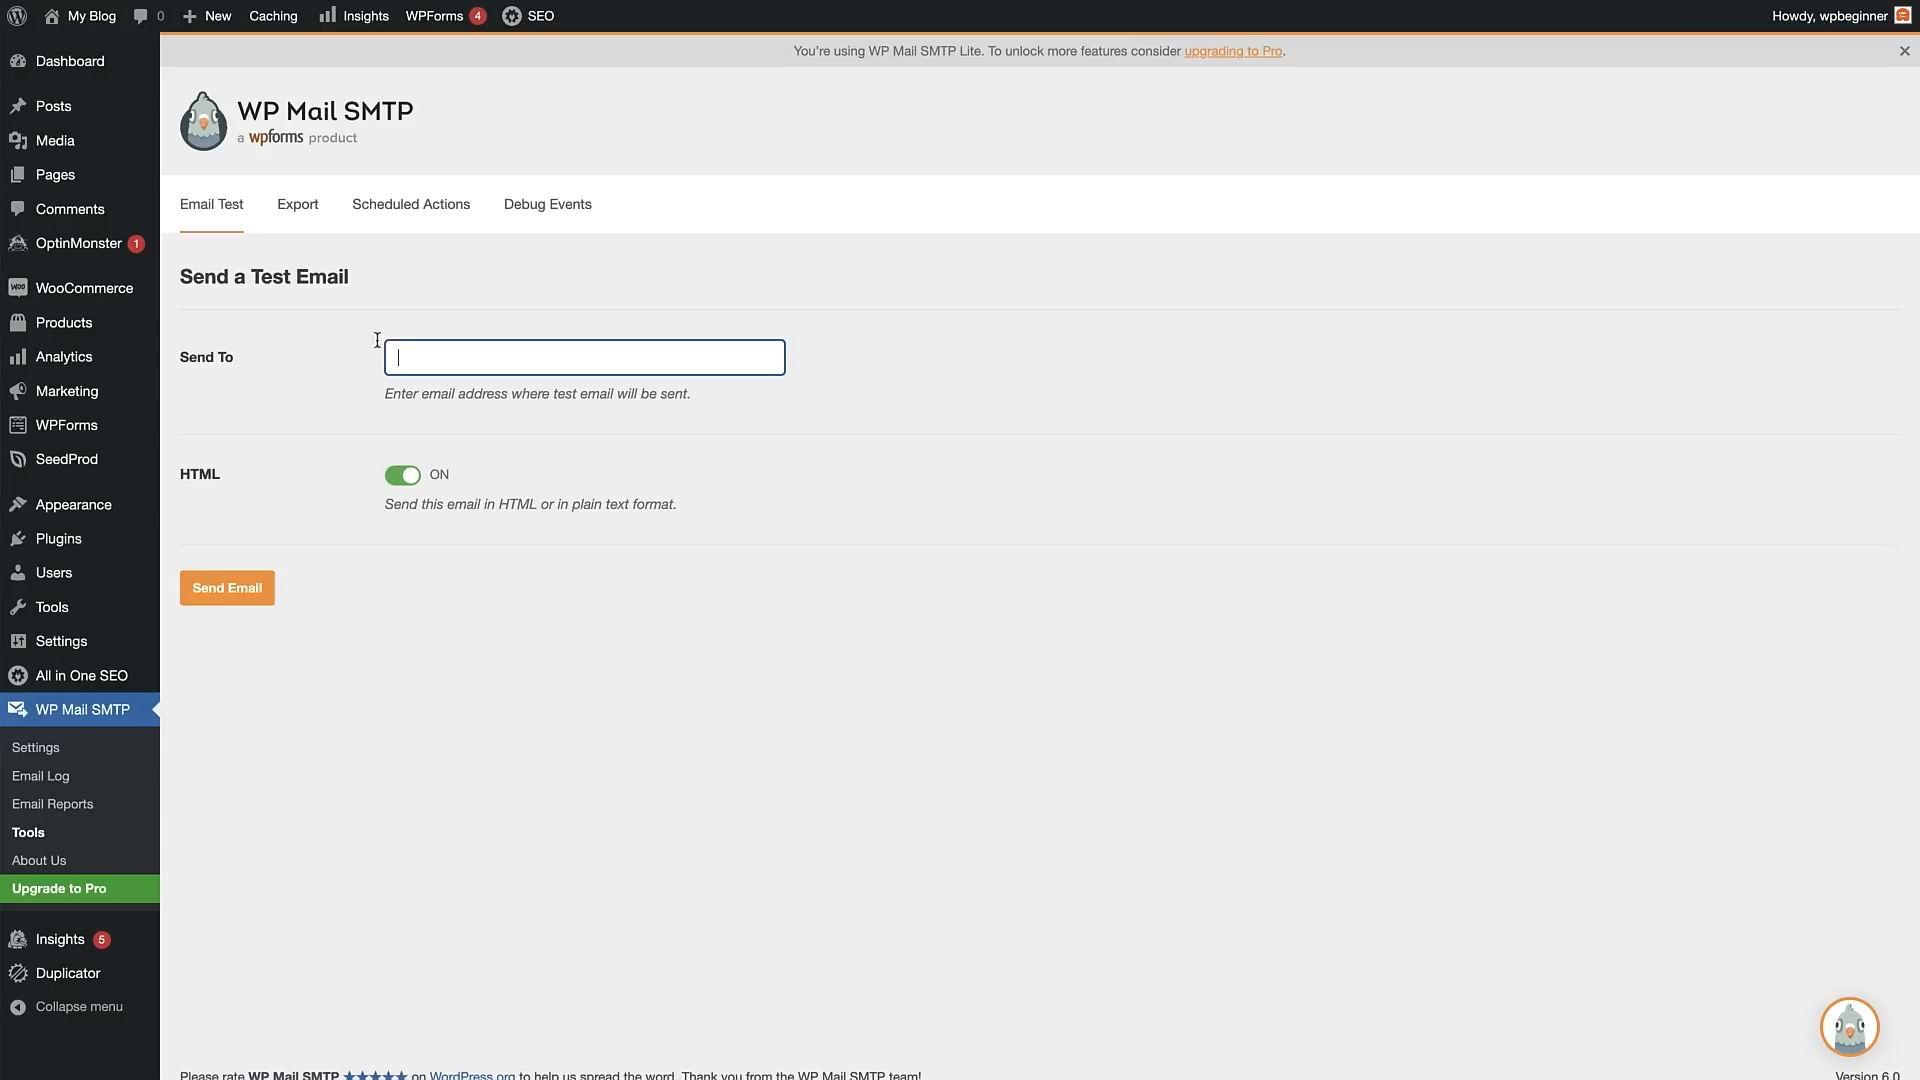 My Blog 0 New Caching Insights WPForms 4 SEO Howdy, wpbeginner
Dashboard
Posts
Media
Pages
Comments
OptinMonster 1
WooCommerce
Products
Analytics
Marketing
WPForms
SeedProd
Appearance
Plugins
Users
Tools
Settings
All in One SEO
WP Mail SMTP
Settings
Email Log
Email Reports
Tools
About Us
Upgrade to Pro
Insights 5
Duplicator
Collapse menu
You're using WP Mail SMTP Lite. To unlock more features consider upgrading to Pro.
WP Mail SMTP
a wpforms product
Email Test Export Scheduled Actions Debug Events
Send a Test Email
Send To
Enter email address where test email will be sent.
HTML ON
Send this email in HTML or in plain text format.
Send Email
Please rate WP Mail SMTP ★★★★★ on WordPress.org to help us spread the word. Thank you from the WP Mail SMTP team!
Version 6.0